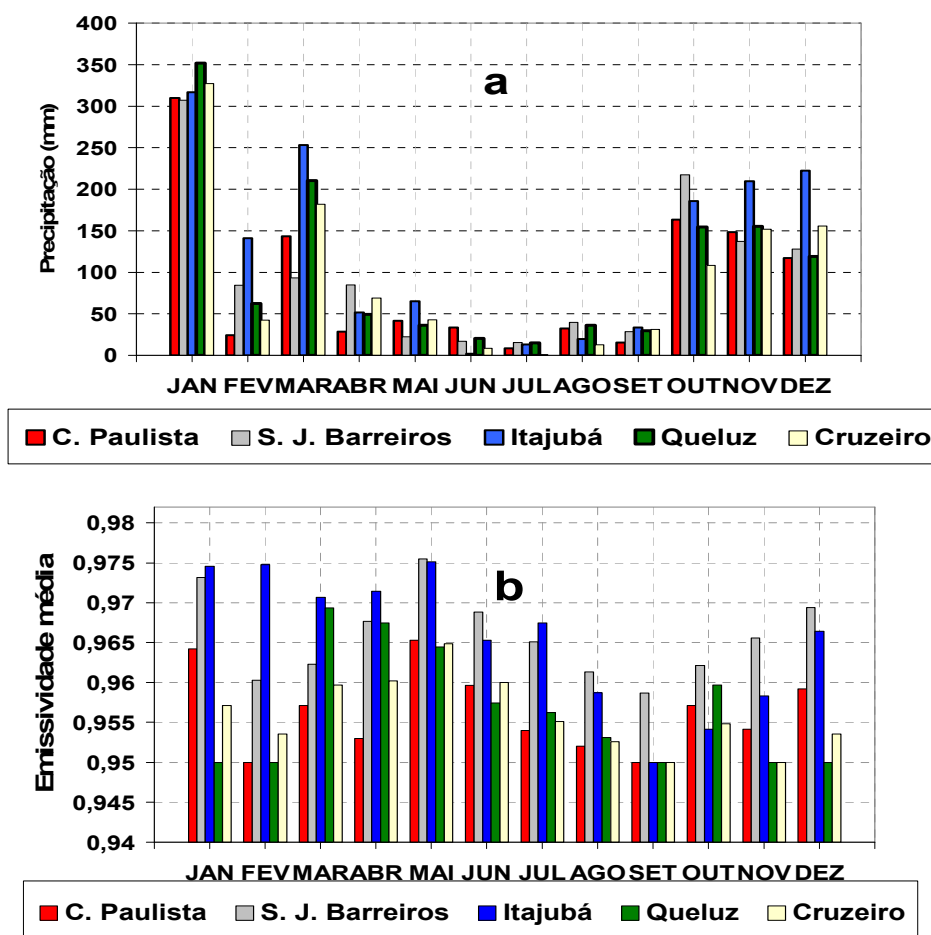 400
350
300
250
200
150
100
50
0
Precipitação (mm)
a
JAN FEV MAR ABR MAI JUN JUL AGO SET OUT NOV DEZ
C. Paulista S. J. Barreiros Itajubá Queluz Cruzeiro
0,98
0,975
0,97
0,965
0,96
0,955
0,95
0,945
0,94
Emissividade média
b
JAN FEV MAR ABR MAI JUN JUL AGO SET OUT NOV DEZ
C. Paulista S. J. Barreiros Itajubá Queluz Cruzeiro